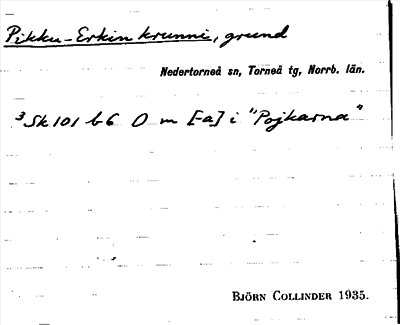 Pikku-Erkin krunni, grund
Nedertorneå sn, Torneå tg, Norrb. län.
³Sk 101 b6 O m [-a] i "Pojkarna"
BJÖRN COLLINDER 1935.